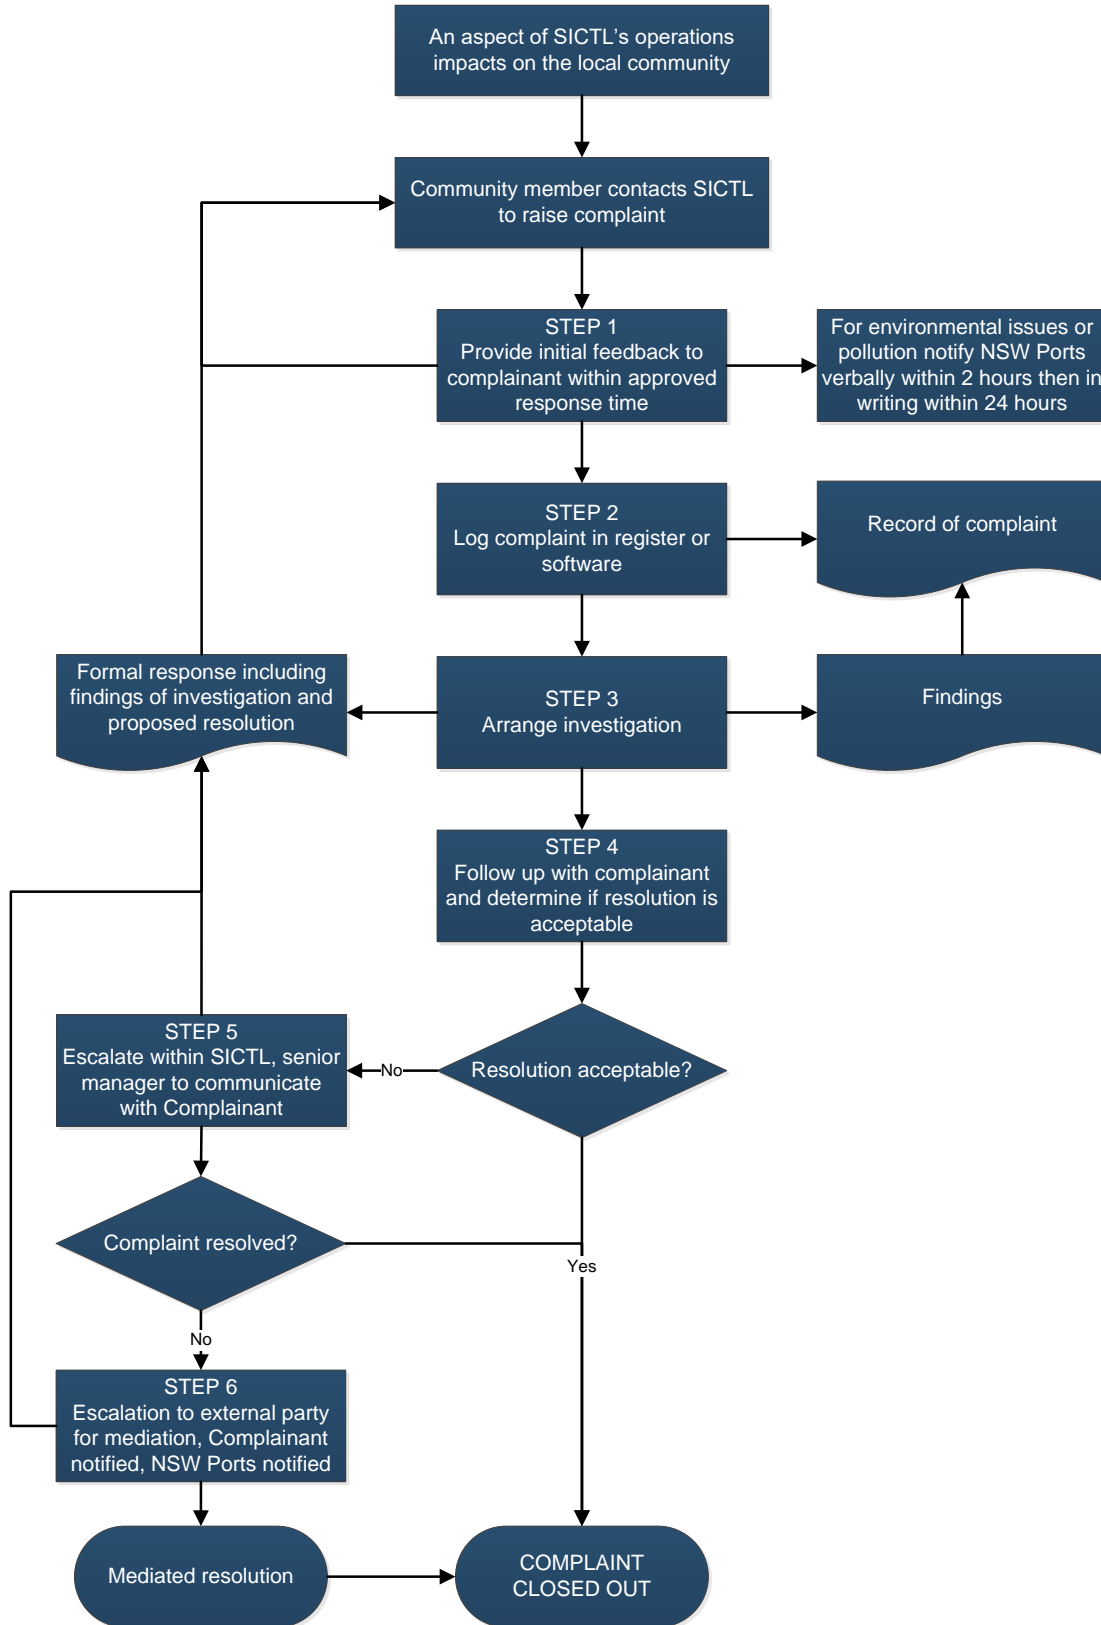 An aspect of SICTL's operations
impacts on the local community
Community member contacts SICTL
to raise complaint
STEP 1
Provide initial feedback to
complainant within approved
response time
For environmental issues or
pollution notify NSW Ports
verbally within 2 hours then in
writing within 24 hours
STEP 2
Log complaint in register or
software
Record of complaint
Formal response including
findings of investigation and
proposed resolution
STEP 3
Arrange investigation
Findings
STEP 4
Follow up with complainant
and determine if resolution is
acceptable
STEP 5
Escalate within SICTL, senior
manager to communicate
with Complainant
No
Resolution acceptable?
Complaint resolved?
Yes
No
STEP 6
Escalation to external party
for mediation, Complainant
notified, NSW Ports notified
Mediated resolution
COMPLAINT
CLOSED OUT